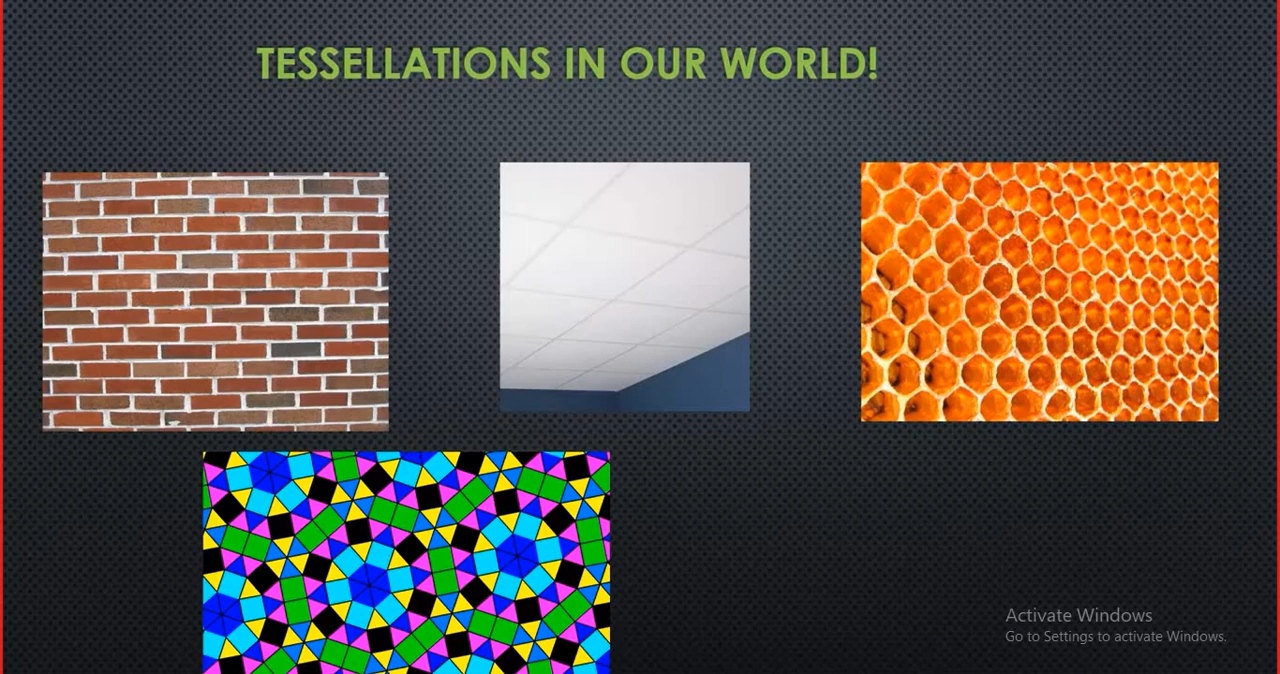 TESSELLATIONS IN OUR WORLD!
Activate Windows
Go to Settings to activate Windows.